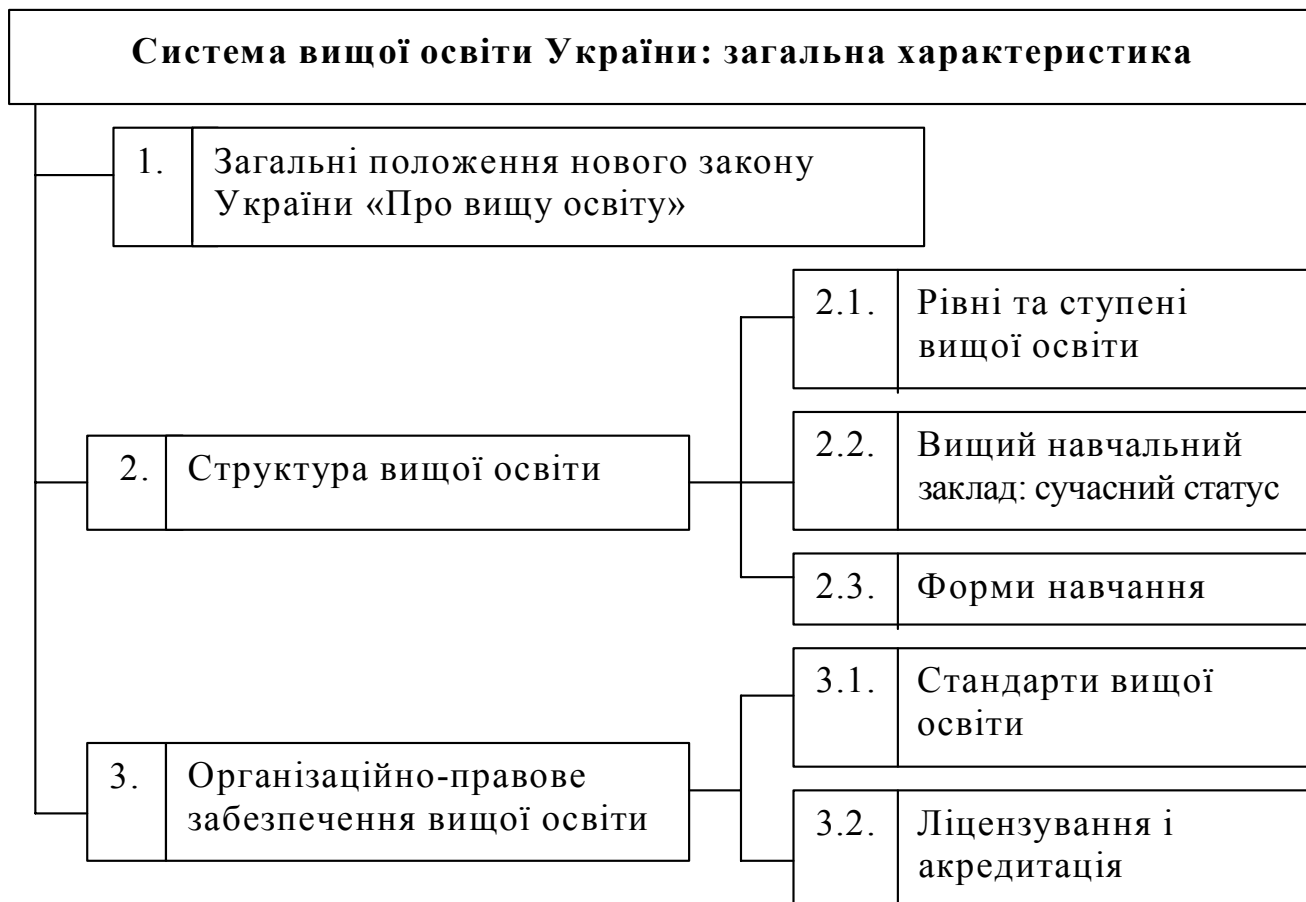 Система вищої освіти України: загальна характеристика
1. Загальні положення нового закону
України «Про вищу освіту»
2. Структура вищої освіти
2.1. Рівні та ступені
вищої освіти
2.2. Вищий навчальний
заклад: сучасний статус
2.3. Форми навчання
3. Організаційно-правове
забезпечення вищої освіти
3.1. Стандарти вищої
освіти
3.2. Ліцензування і
акредитація